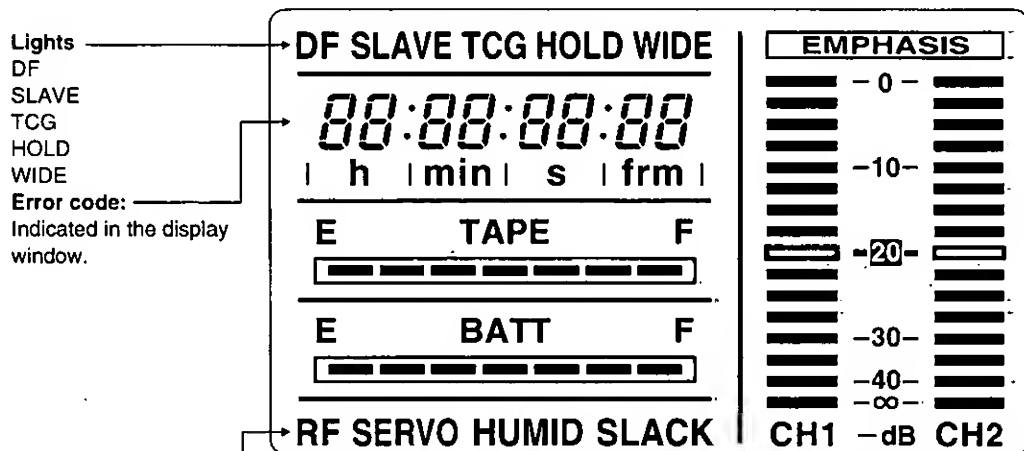 Lights
DF
SLAVE
TCG
HOLD
WIDE
Error code:
Indicated in the display
window.
DF SLAVE TCG HOLD WIDE
88:88:88:88
h min s frm
E TAPE F
E BATT F
RF SERVO HUMID SLACK
EMPHASIS
– 0 –
–10–
–20–
–30–
–40–
–∞–
CH1 –dB CH2